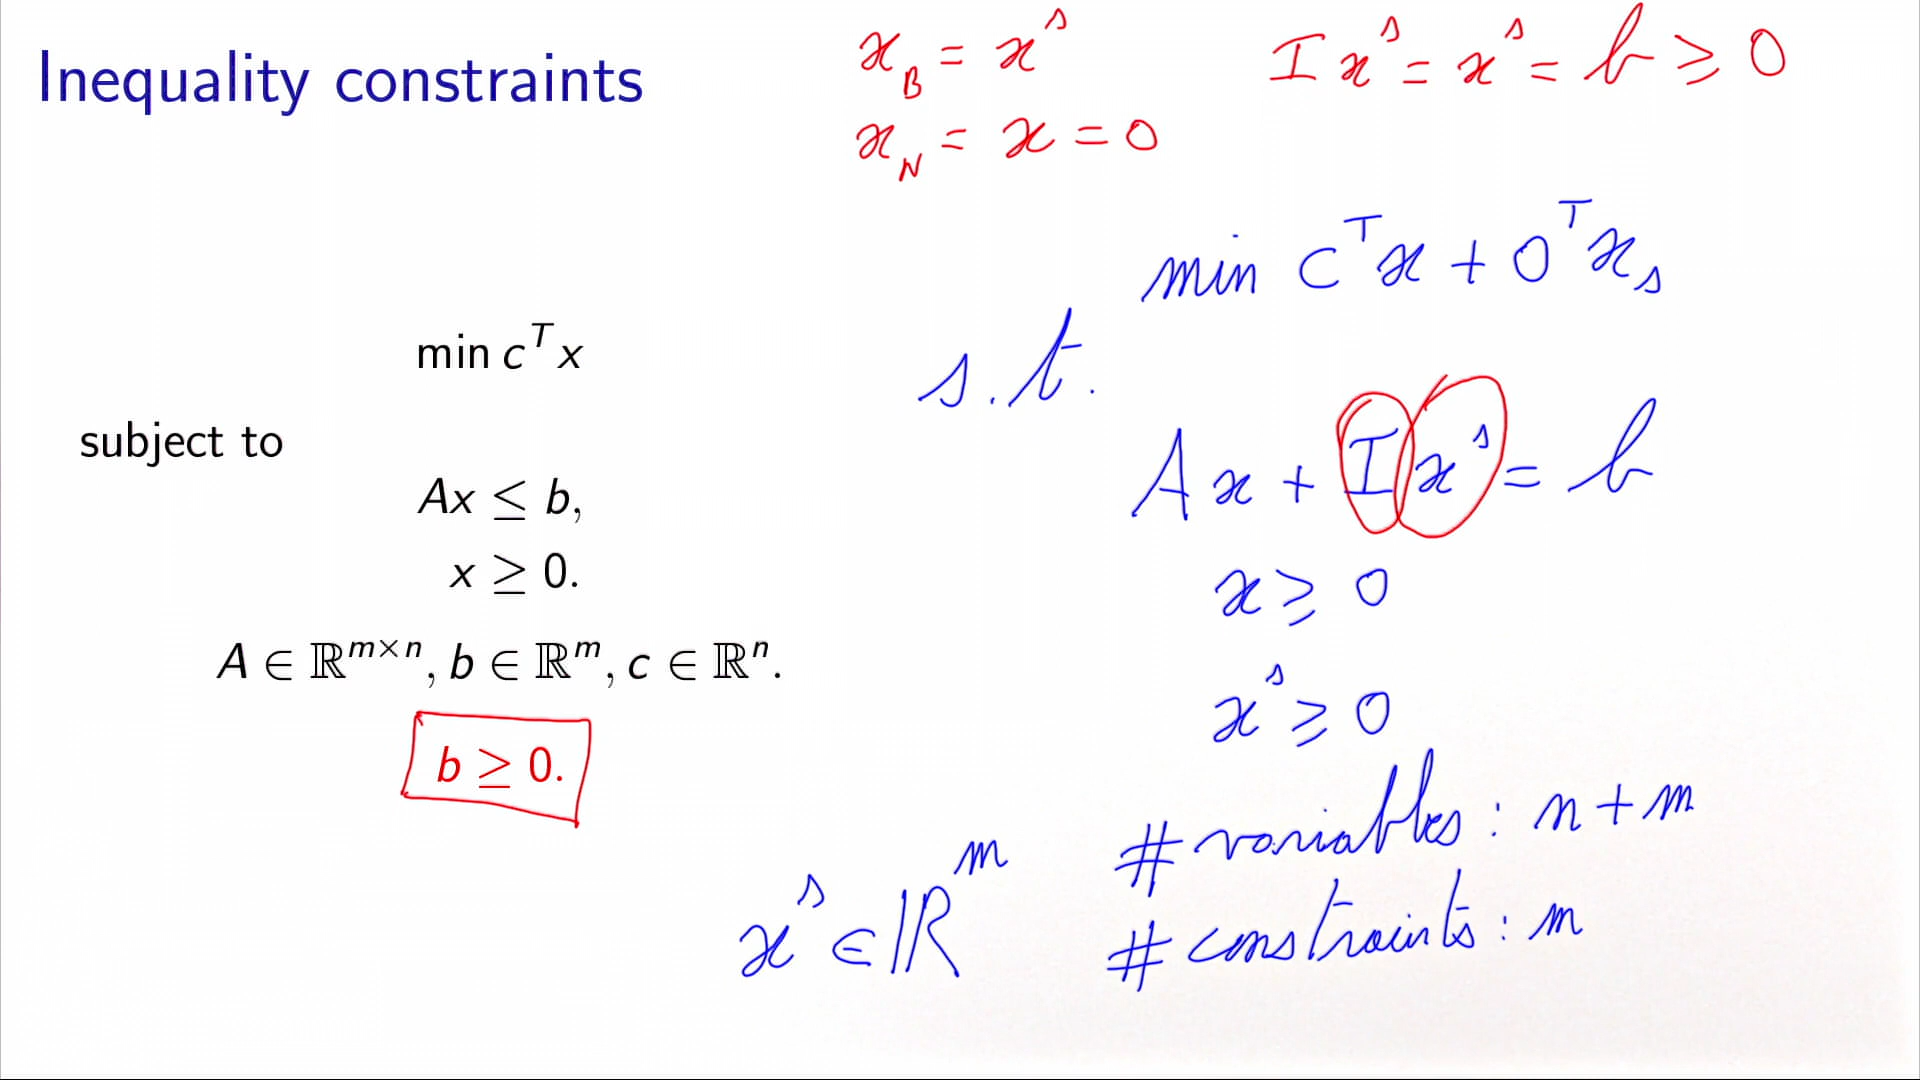 Inequality constraints
x_B = x^s
I x^s = x^s = b ≥ 0
x_N = x = 0
min c^T x + 0^T x_s
s.t.
min c^T x
subject to
Ax ≤ b,
x ≥ 0.
A ∈ ℝ^{m×n}, b ∈ ℝ^m, c ∈ ℝ^n.
b ≥ 0.
A x + I x^s = b
x ≥ 0
x^s ≥ 0
# variables : n + m
# constraints : m
x^s ∈ ℝ^m